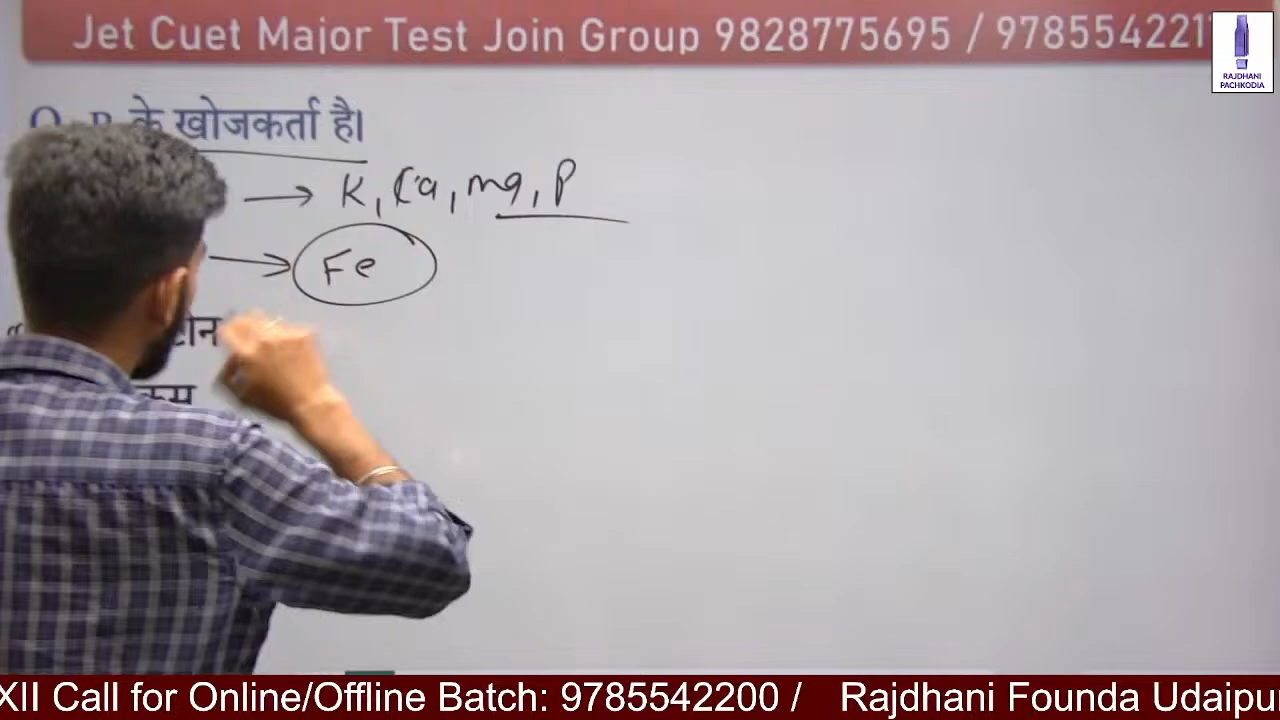 Jet Cuet Major Test Join Group 9828775695 / 978554221
RAJDHANI
PACHKODIA
के खोजकर्ता है।
→ K, Ca, mg, P
→ Fe
टोन
XII Call for Online/Offline Batch: 9785542200 / Rajdhani Founda Udaipu